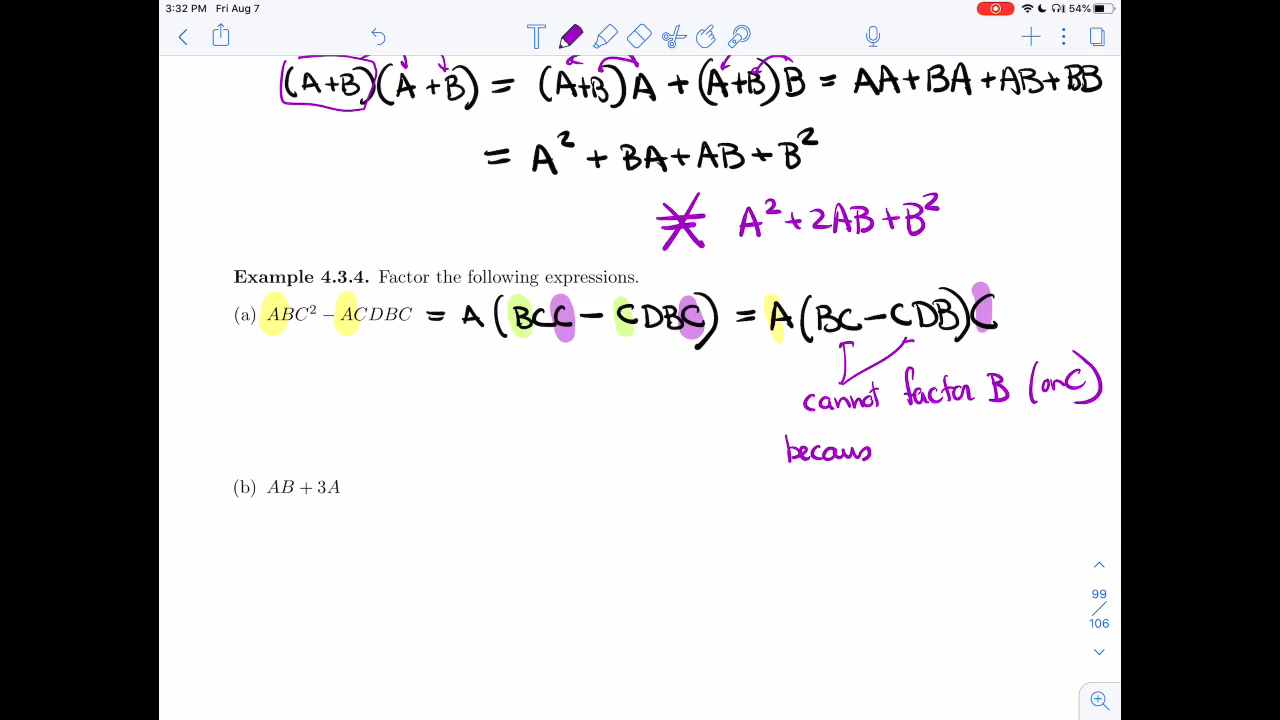 3:32 PM Fri Aug 7
54%
(A+B)(A+B) = (A+B)A + (A+B)B = AA+BA+AB+BB
= A² + BA+AB+B²
≠ A²+2AB+B²
Example 4.3.4. Factor the following expressions.
(a) ABC² − ACDBC = A(BCC − CDBC) = A(BC−CDB)C
cannot factor B (or C)
becaus
(b) AB + 3A
99
106